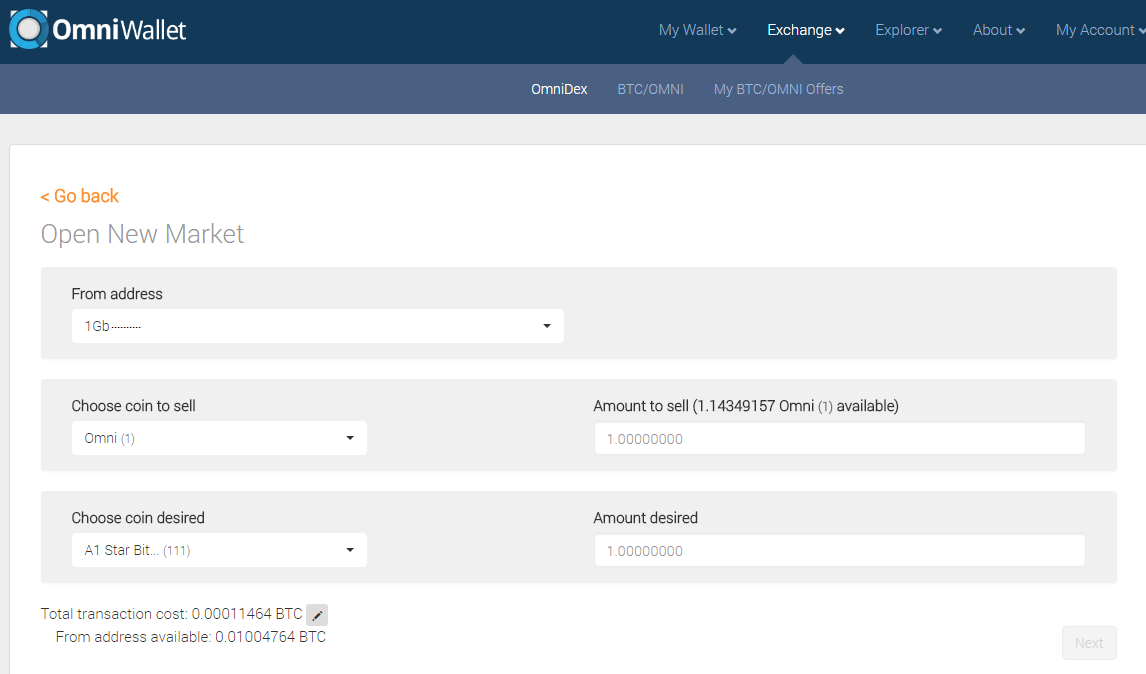 OmniWallet
My Wallet Exchange Explorer About My Account
OmniDex BTC/OMNI My BTC/OMNI Offers
< Go back
Open New Market
From address
1Gb..........
Choose coin to sell
Omni (1)
Amount to sell (1.14349157 Omni (1) available)
1.00000000
Choose coin desired
A1 Star Bit... (111)
Amount desired
1.00000000
Total transaction cost: 0.00011464 BTC
From address available: 0.01004764 BTC
Next